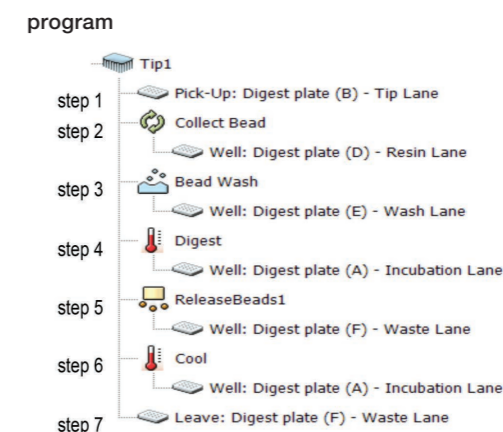 program
Tip1
step 1 Pick-Up: Digest plate (B) - Tip Lane
step 2 Collect Bead
Well: Digest plate (D) - Resin Lane
step 3 Bead Wash
Well: Digest plate (E) - Wash Lane
step 4 Digest
Well: Digest plate (A) - Incubation Lane
step 5 ReleaseBeads1
Well: Digest plate (F) - Waste Lane
step 6 Cool
Well: Digest plate (A) - Incubation Lane
step 7 Leave: Digest plate (F) - Waste Lane